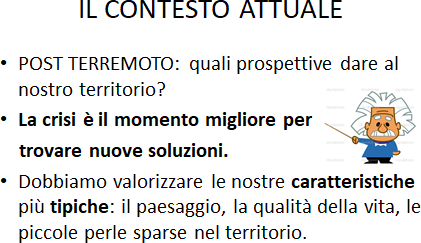 IL CONTESTO ATTUALE
• POST TERREMOTO: quali prospettive dare al
nostro territorio?
• La crisi è il momento migliore per
trovare nuove soluzioni.
• Dobbiamo valorizzare le nostre caratteristiche
più tipiche: il paesaggio, la qualità della vita, le
piccole perle sparse nel territorio.